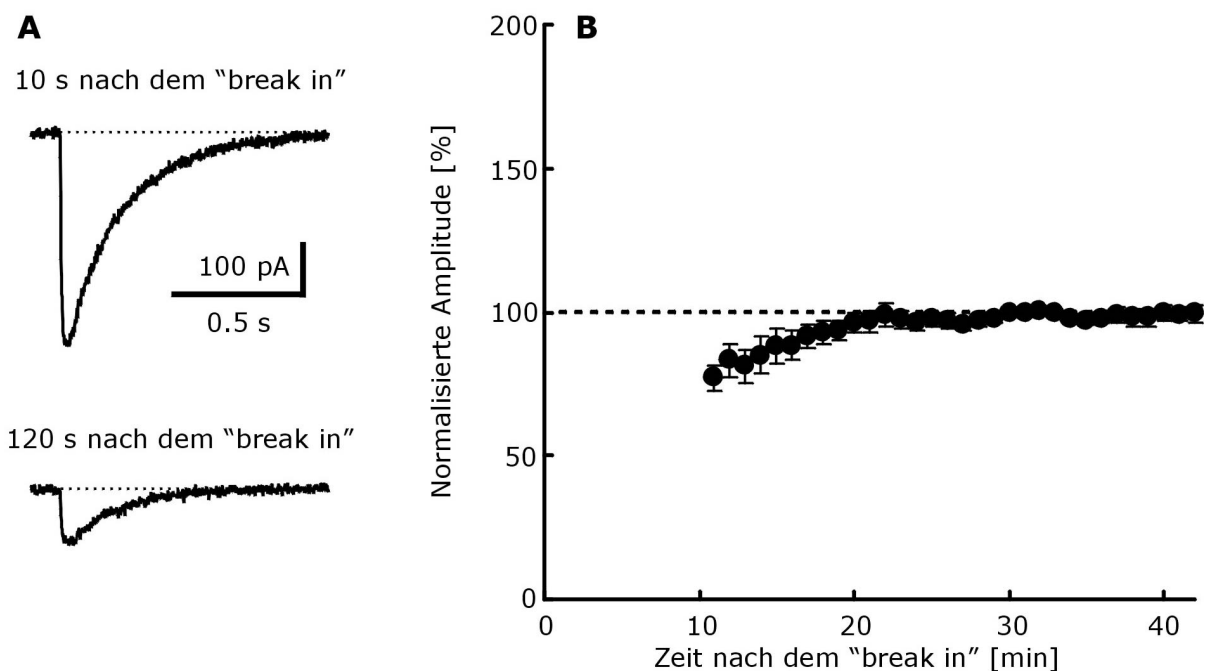 A
10 s nach dem “break in”
100 pA
0.5 s
120 s nach dem “break in”
B
Normalisierte Amplitude [%]
200
150
100
50
0
0
10
20
30
40
Zeit nach dem “break in” [min]